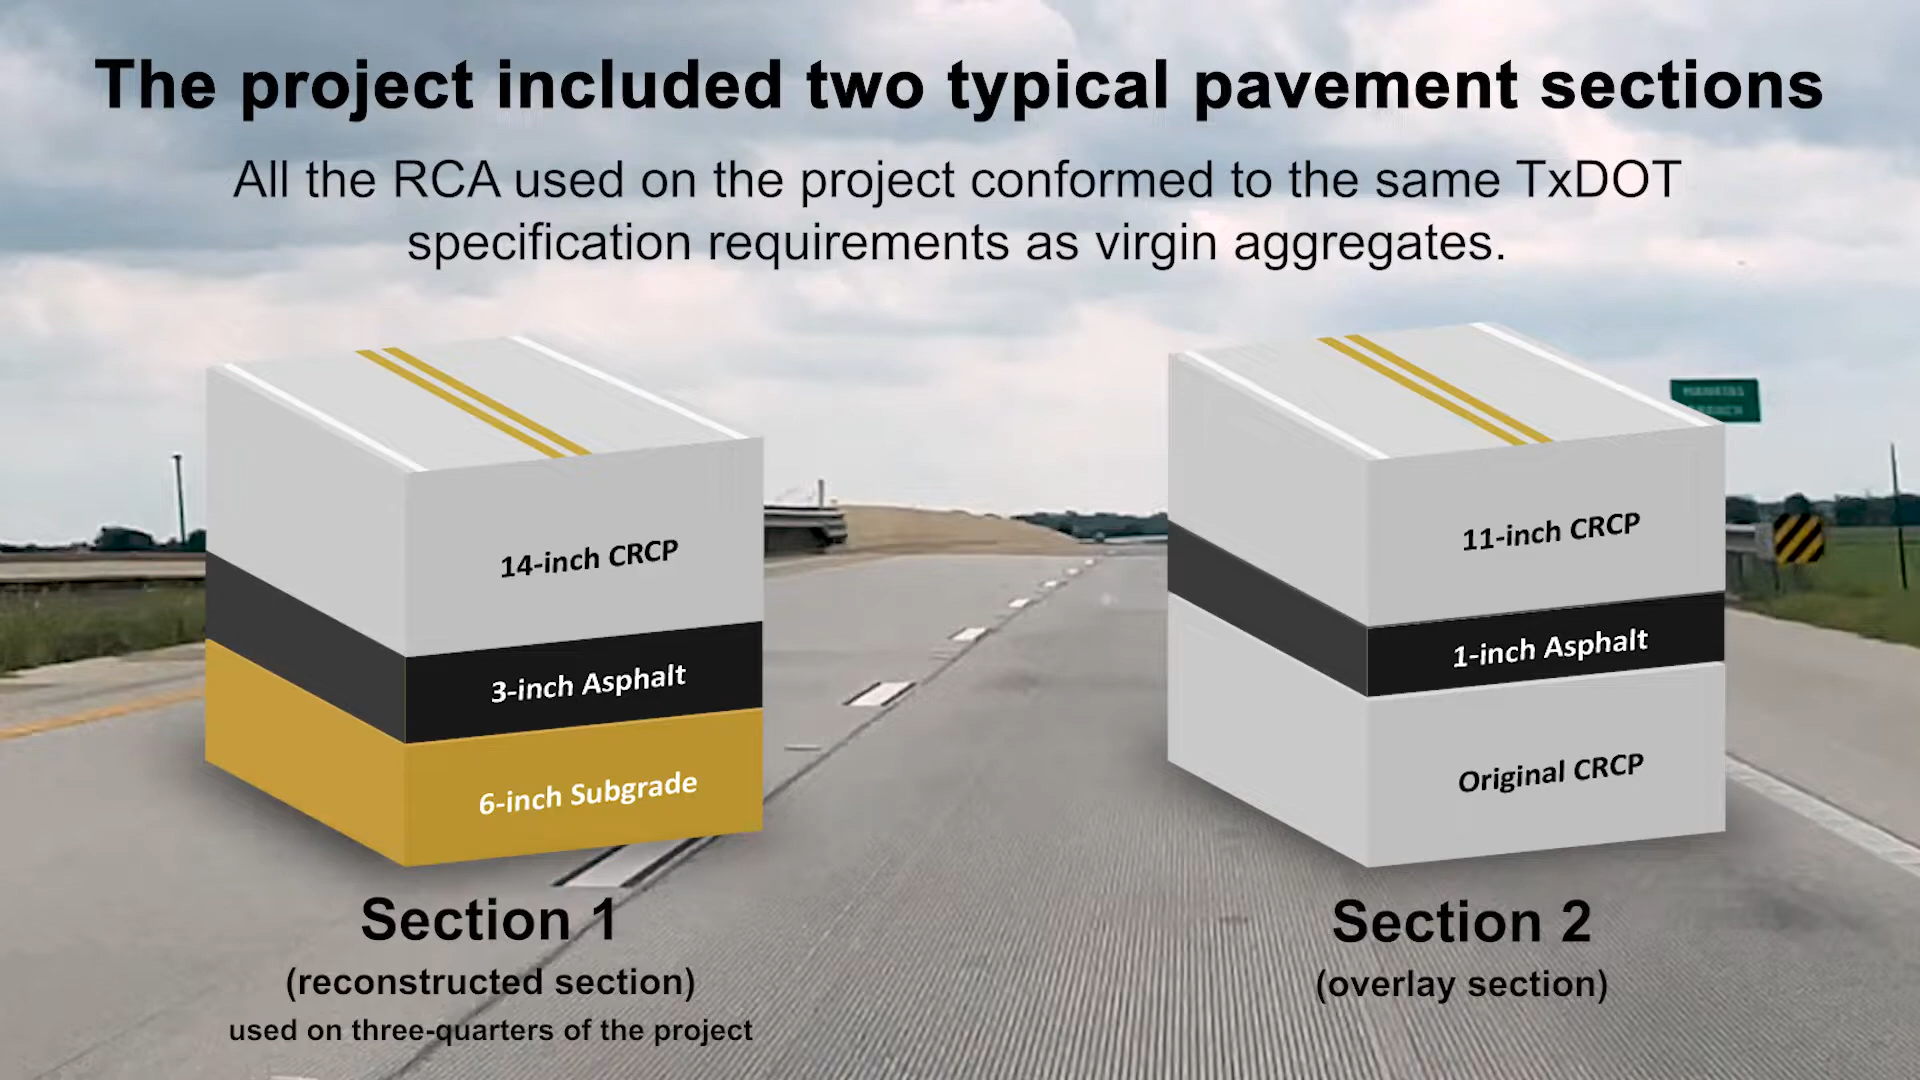 The project included two typical pavement sections
All the RCA used on the project conformed to the same TxDOT
specification requirements as virgin aggregates.
14-inch CRCP
3-inch Asphalt
6-inch Subgrade
Section 1
(reconstructed section)
used on three-quarters of the project
11-inch CRCP
1-inch Asphalt
Original CRCP
Section 2
(overlay section)